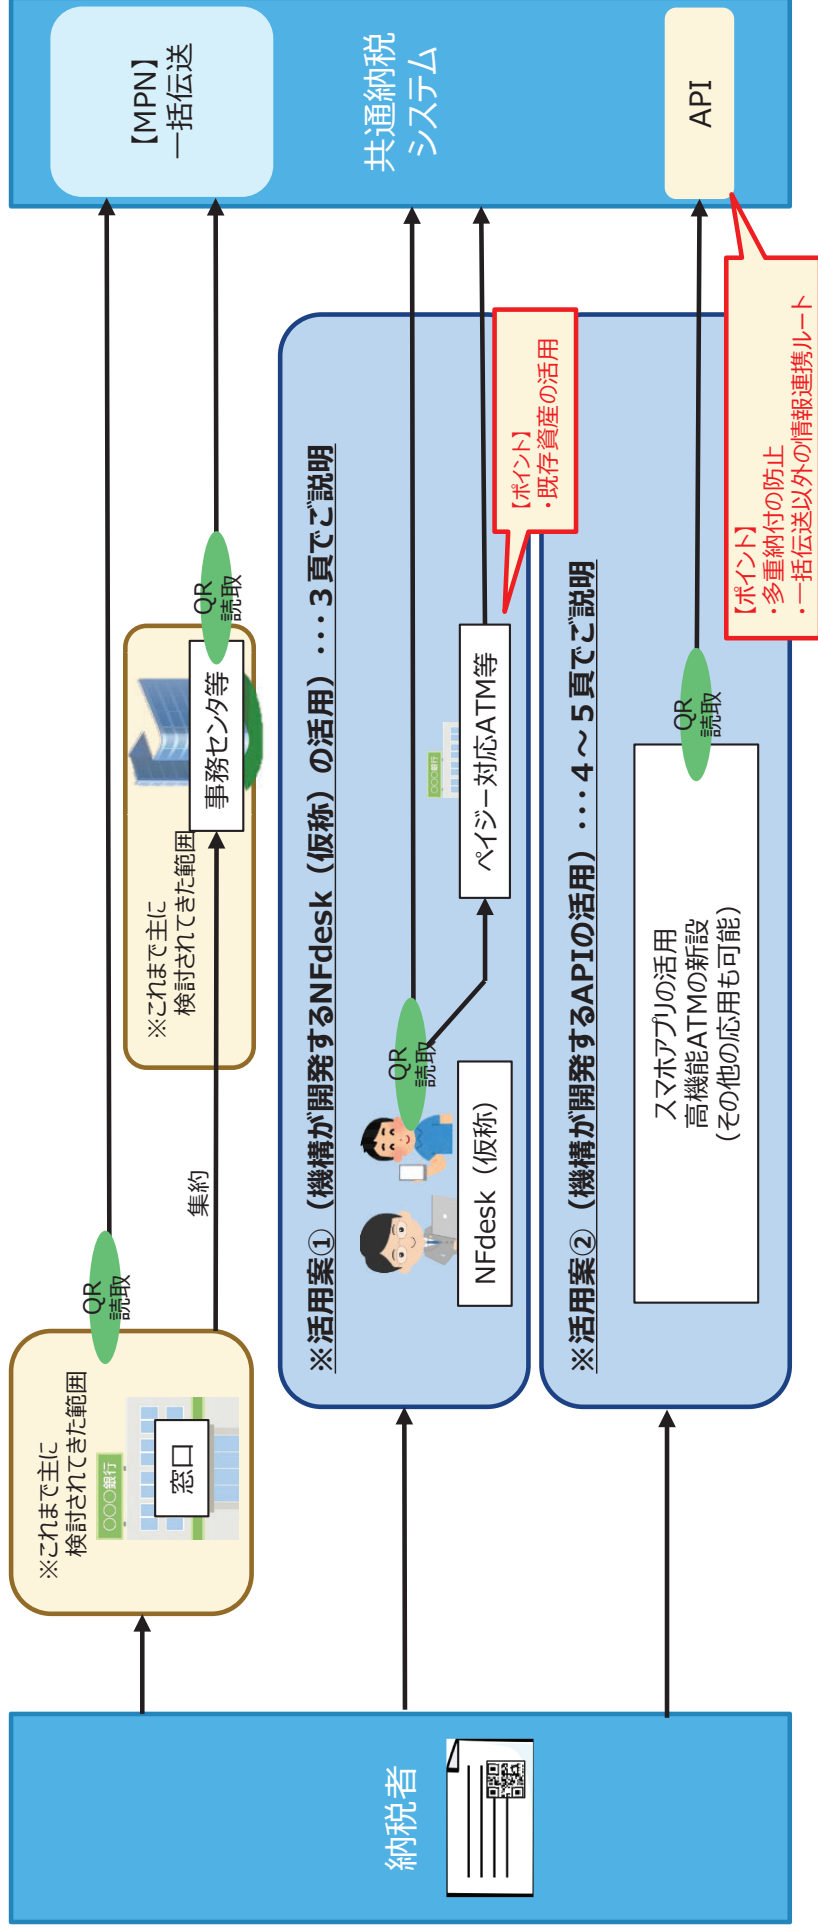 納税者
※これまで主に
検討されてきた範囲
〇〇〇銀行
窓口
QR
読取
集約
※これまで主に
検討されてきた範囲
事務センタ等
QR
読取
【MPN】
一括伝送
共通納税
システム
API
※活用案①（機構が開発するNFdesk（仮称）の活用）・・・３頁でご説明
NFdesk（仮称）
QR
読取
〇〇〇銀行
ペイジー対応ATM等
【ポイント】
・既存資産の活用
※活用案②（機構が開発するAPIの活用）・・・４～５頁でご説明
スマホアプリの活用
高機能ATMの新設
（その他の応用も可能）
QR
読取
【ポイント】
・多重納付の防止
・一括伝送以外の情報連携ルート